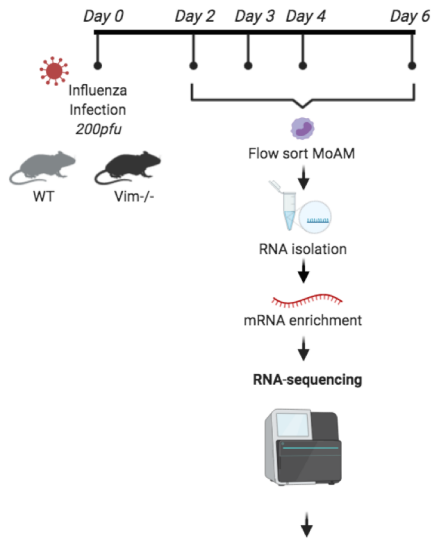 Day 0 Day 2 Day 3 Day 4 Day 6
Influenza
Infection
200pfu
WT Vim-/-
Flow sort MoAM
RNA isolation
mRNA enrichment
RNA-sequencing